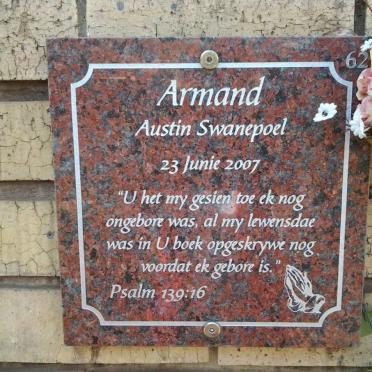 62
Armand
Austin Swanepoel
23 Junie 2007
"U het my gesien toe ek nog
ongebore was, al my lewensdae
was in U boek opgeskrywe nog
voordat ek gebore is."
Psalm 139:16